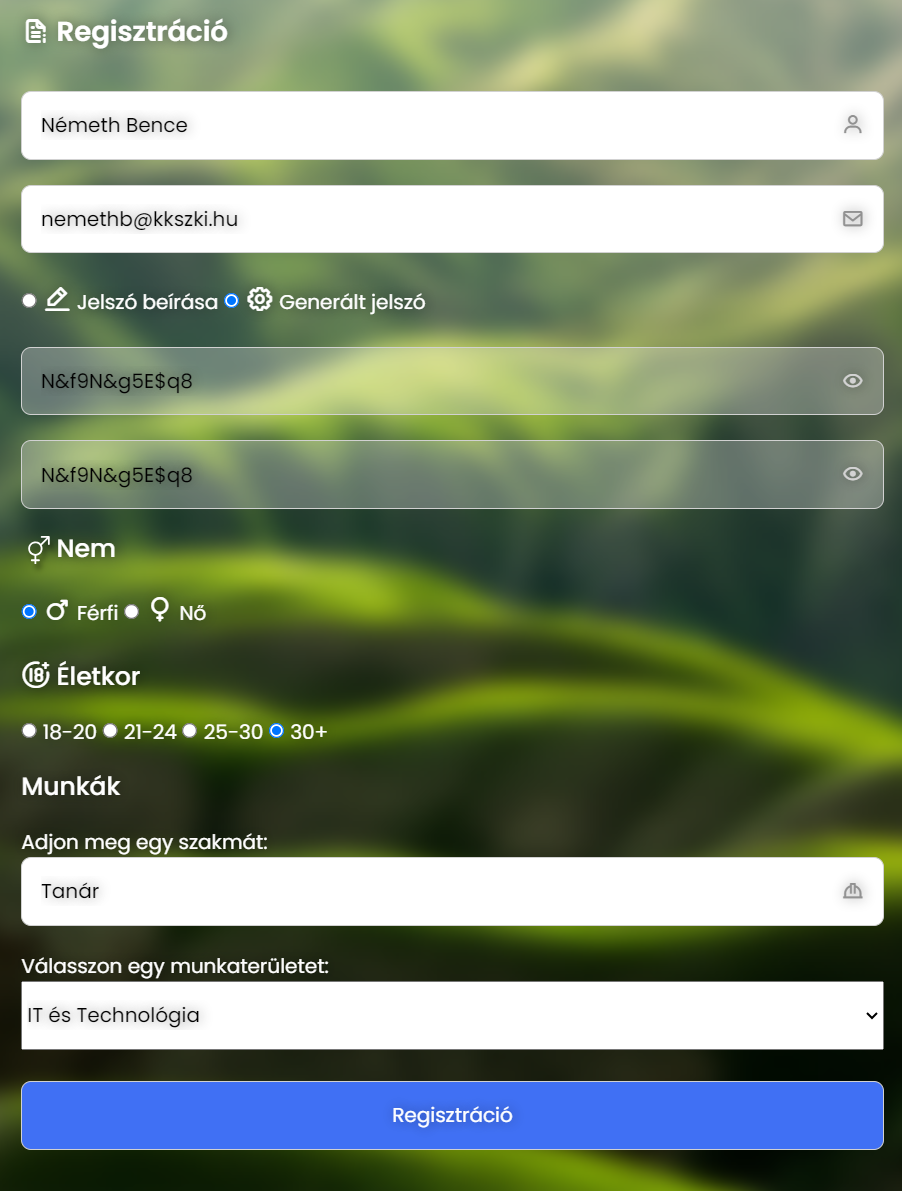 Regisztráció
Németh Bence
nemethb@kkszki.hu
Jelszó beírása Generált jelszó
N&f9N&g5E$q8
N&f9N&g5E$q8
Nem
Férfi Nő
18+ Életkor
18-20 21-24 25-30 30+
Munkák
Adjon meg egy szakmát:
Tanár
Válasszon egy munkaterületet:
IT és Technológia
Regisztráció